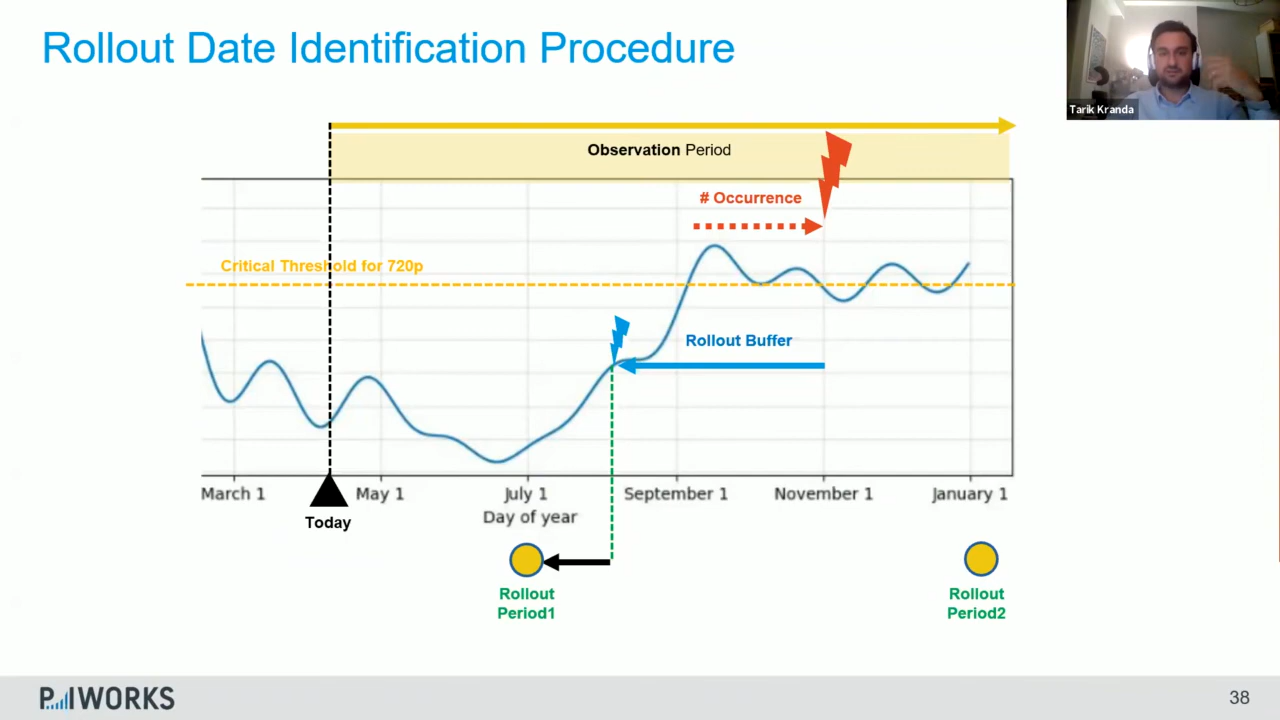 Rollout Date Identification Procedure
Tarik Kranda
Observation Period
# Occurrence
Critical Threshold for 720p
Rollout Buffer
March 1
May 1
July 1
September 1
November 1
January 1
Today
Day of year
Rollout
Period1
Rollout
Period2
P.I WORKS
38